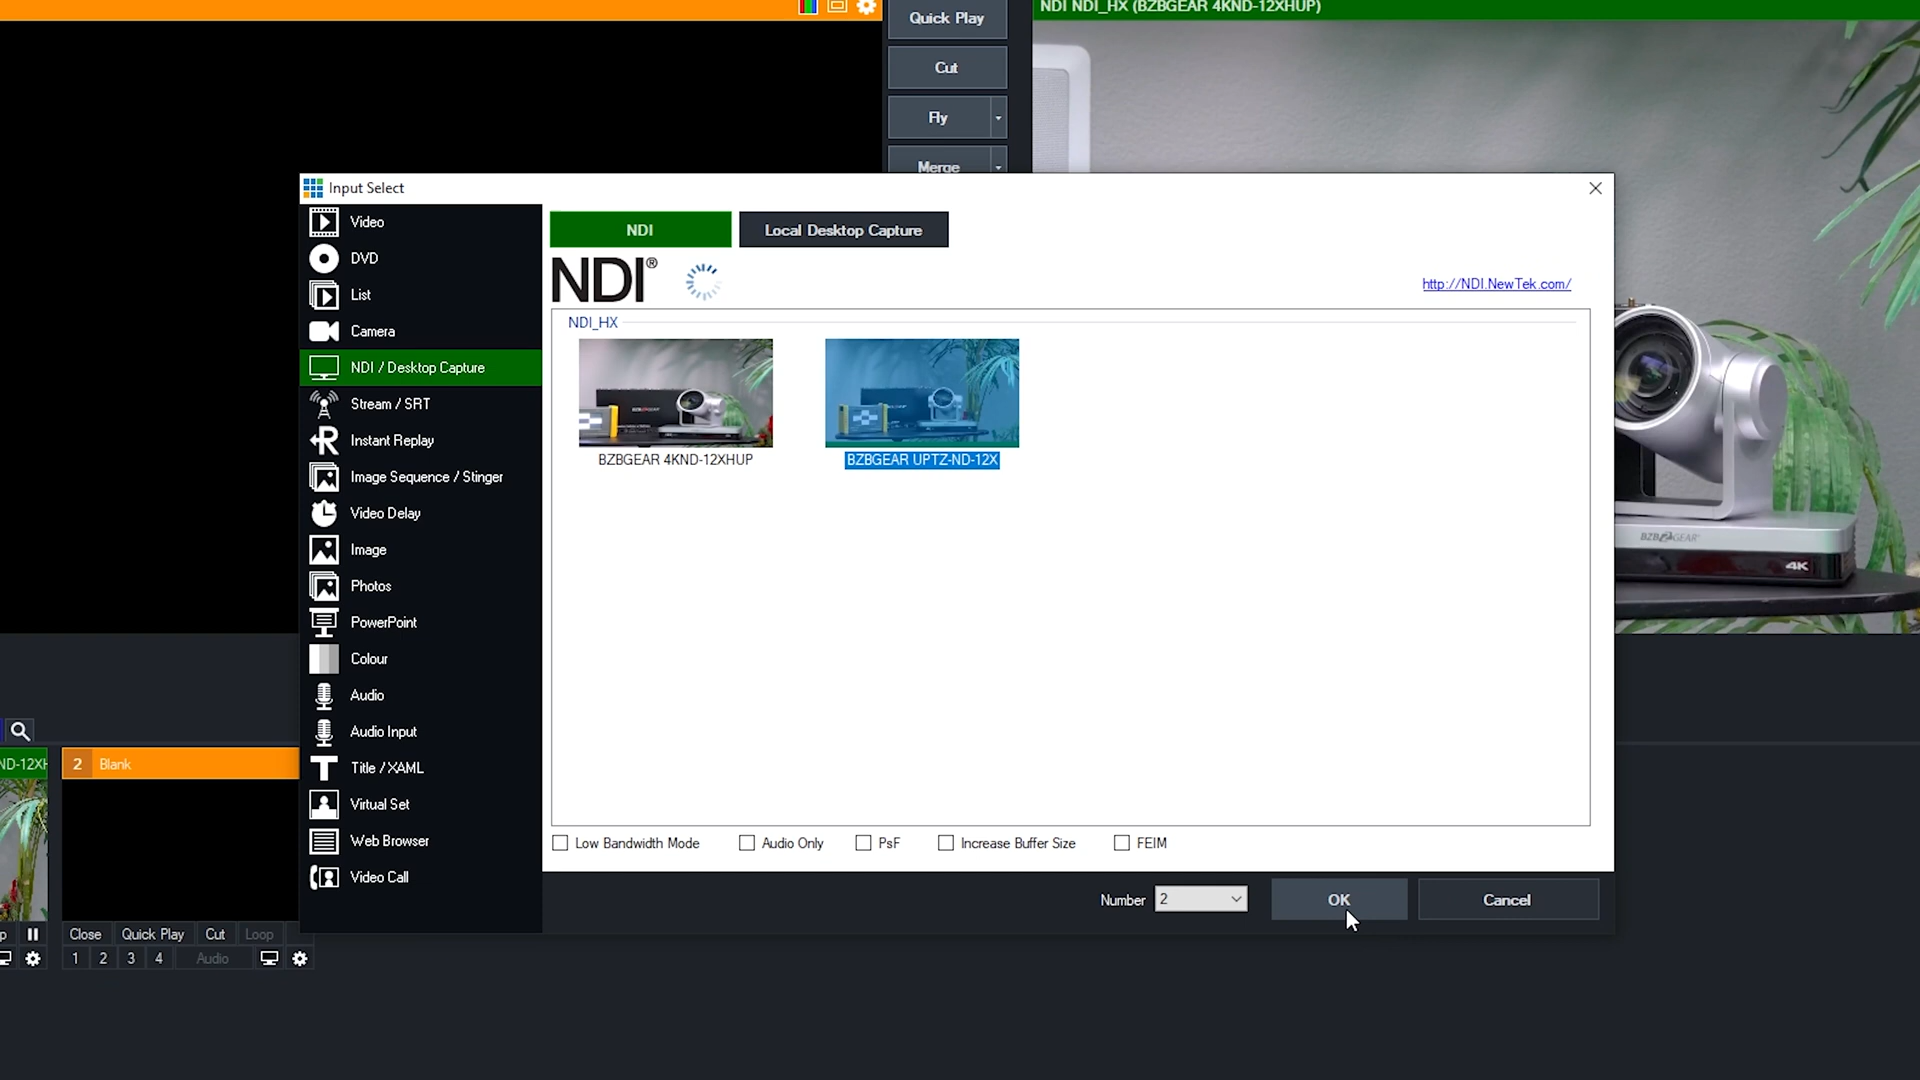 Quick Play
NDI NDI_HX (BZBGEAR 4KND-12XHUP)
Cut
Fly
Merge
Input Select
Video
DVD
List
Camera
NDI / Desktop Capture
Stream / SRT
Instant Replay
Image Sequence / Stinger
Video Delay
Image
Photos
PowerPoint
Colour
Audio
Audio Input
Title / XAML
Virtual Set
Web Browser
Video Call
NDI
Local Desktop Capture
NDI®
http://NDI.NewTek.com/
NDI_HX
BZBGEAR 4KND-12XHUP
BZBGEAR UPTZ-ND-12X
Low Bandwidth Mode
Audio Only
PsF
Increase Buffer Size
FEIM
Number
2
OK
Cancel
BZBGEAR®
4K
ND-12XH
2 Blank
p
Close
Quick Play
Cut
Loop
1 2 3 4
Audio